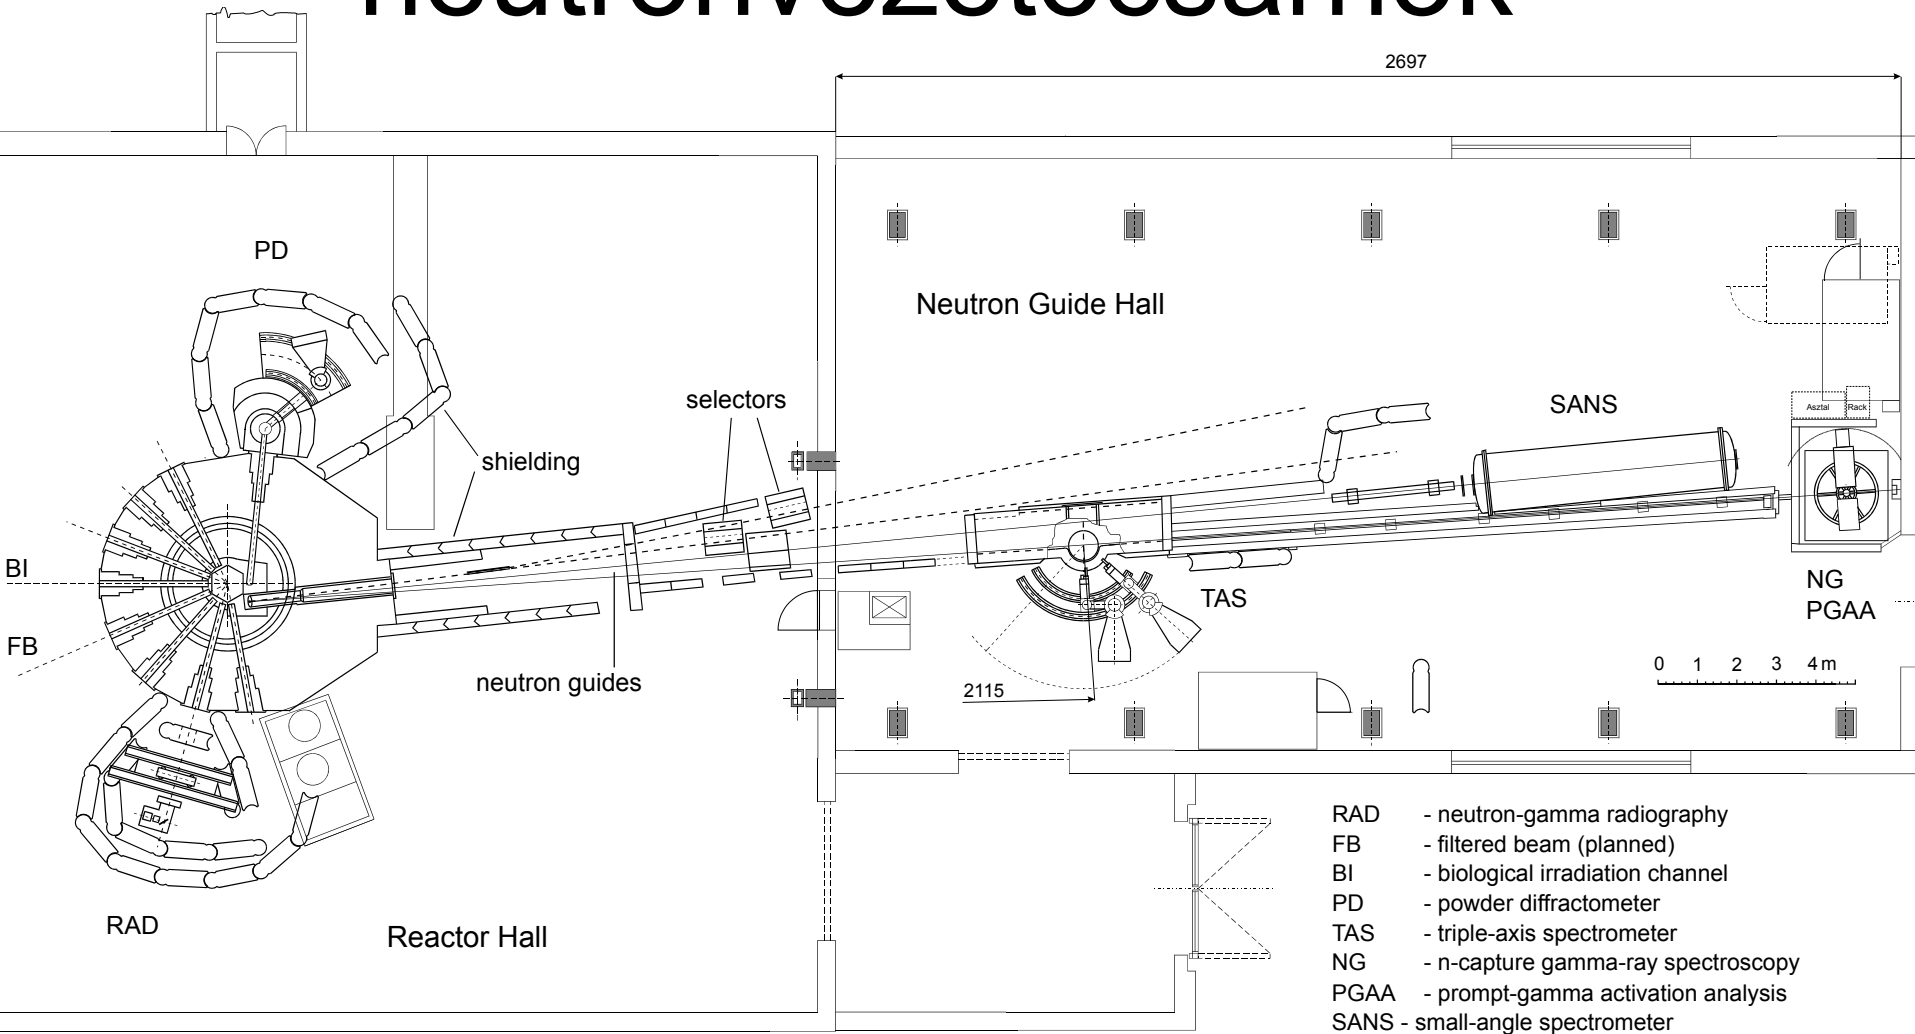 neutronvezetőcsarnok
2697
PD
Neutron Guide Hall
selectors
SANS
Asztal
Rack
shielding
BI
FB
TAS
NG
PGAA
neutron guides
0 1 2 3 4 m
2115
RAD
Reactor Hall
RAD - neutron-gamma radiography
FB - filtered beam (planned)
BI - biological irradiation channel
PD - powder diffractometer
TAS - triple-axis spectrometer
NG - n-capture gamma-ray spectroscopy
PGAA - prompt-gamma activation analysis
SANS - small-angle spectrometer